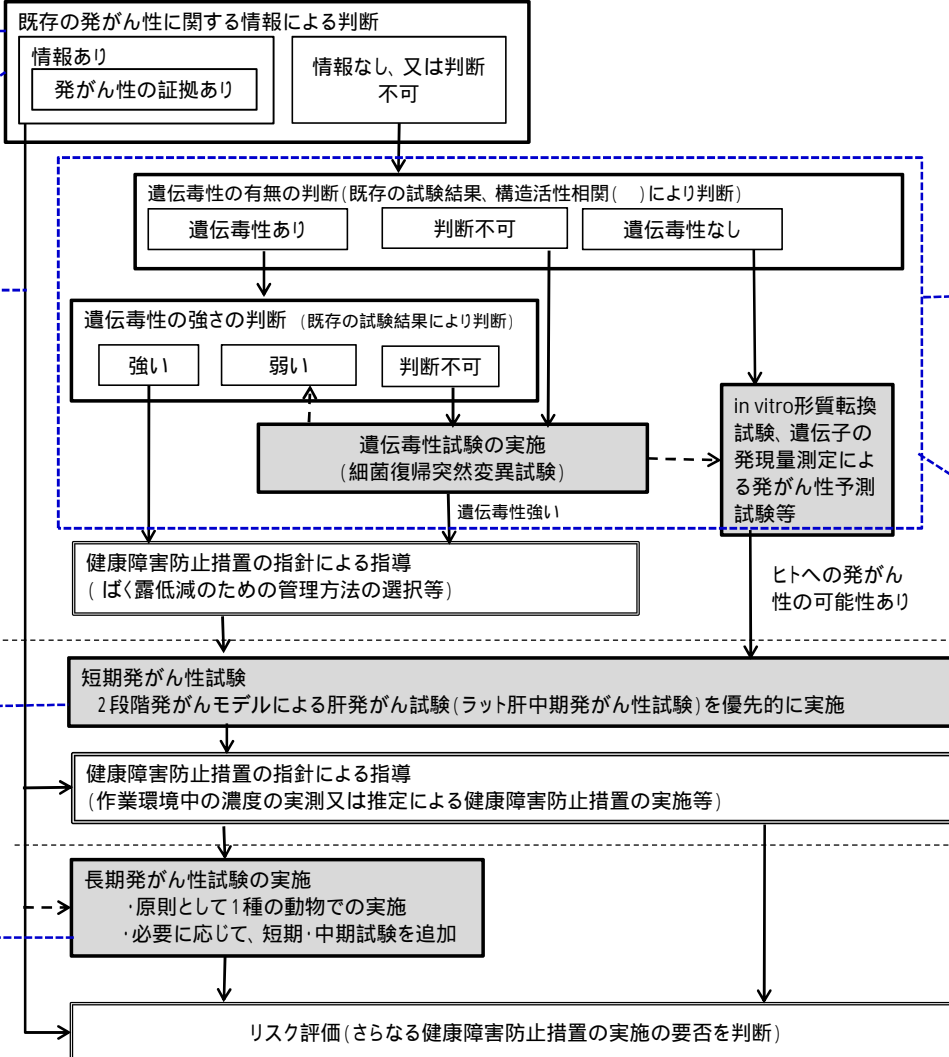 既存の発がん性に関する情報による判断
情報あり
発がん性の証拠あり
情報なし、又は判断
不可
遺伝毒性の有無の判断(既存の試験結果、構造活性相関(　)により判断)
遺伝毒性あり
判断不可
遺伝毒性なし
遺伝毒性の強さの判断 (既存の試験結果により判断)
強い
弱い
判断不可
遺伝毒性試験の実施
(細菌復帰突然変異試験)
in vitro形質転換
試験、遺伝子の
発現量測定によ
る発がん性予測
試験等
遺伝毒性強い
健康障害防止措置の指針による指導
( ばく露低減のための管理方法の選択等)
ヒトへの発がん
性の可能性あり
短期発がん性試験
2段階発がんモデルによる肝発がん試験(ラット肝中期発がん性試験)を優先的に実施
健康障害防止措置の指針による指導
(作業環境中の濃度の実測又は推定による健康障害防止措置の実施等)
長期発がん性試験の実施
・原則として1種の動物での実施
・必要に応じて、短期・中期試験を追加
リスク評価(さらなる健康障害防止措置の実施の要否を判断)